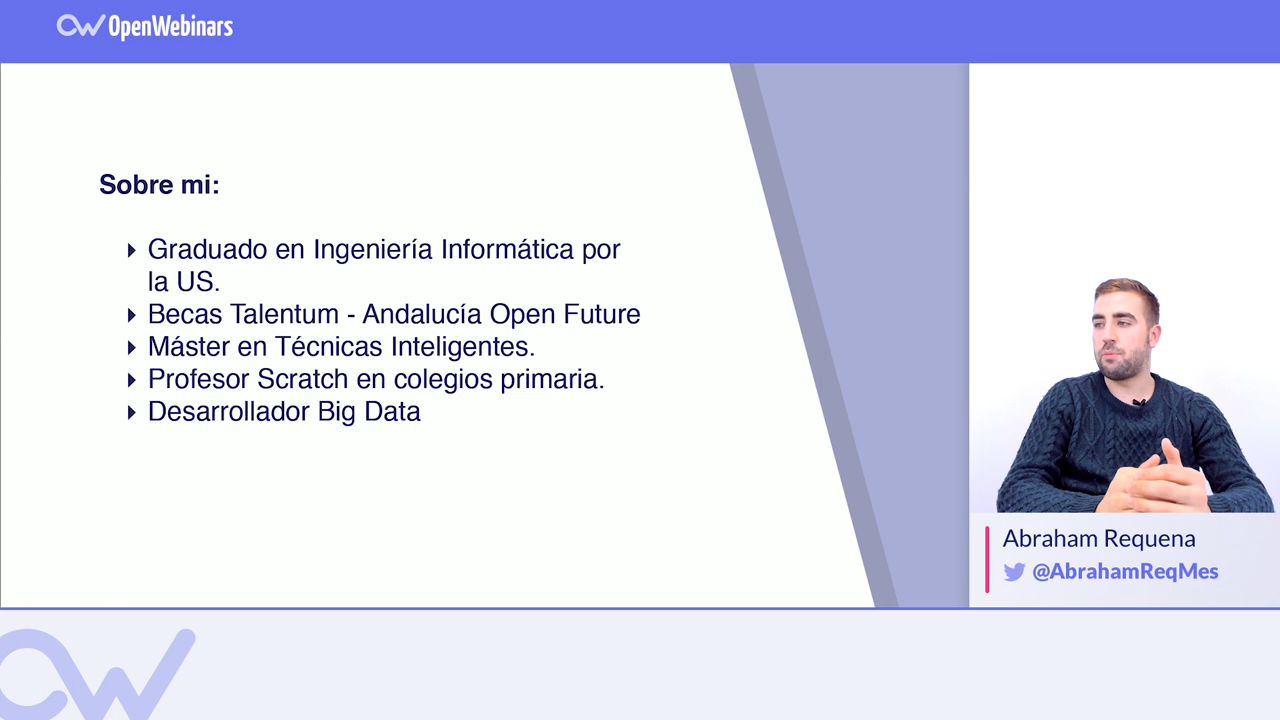 OpenWebinars
Sobre mi:
Graduado en Ingeniería Informática por
la US.
Becas Talentum - Andalucía Open Future
Máster en Técnicas Inteligentes.
Profesor Scratch en colegios primaria.
Desarrollador Big Data
Abraham Requena
@AbrahamReqMes